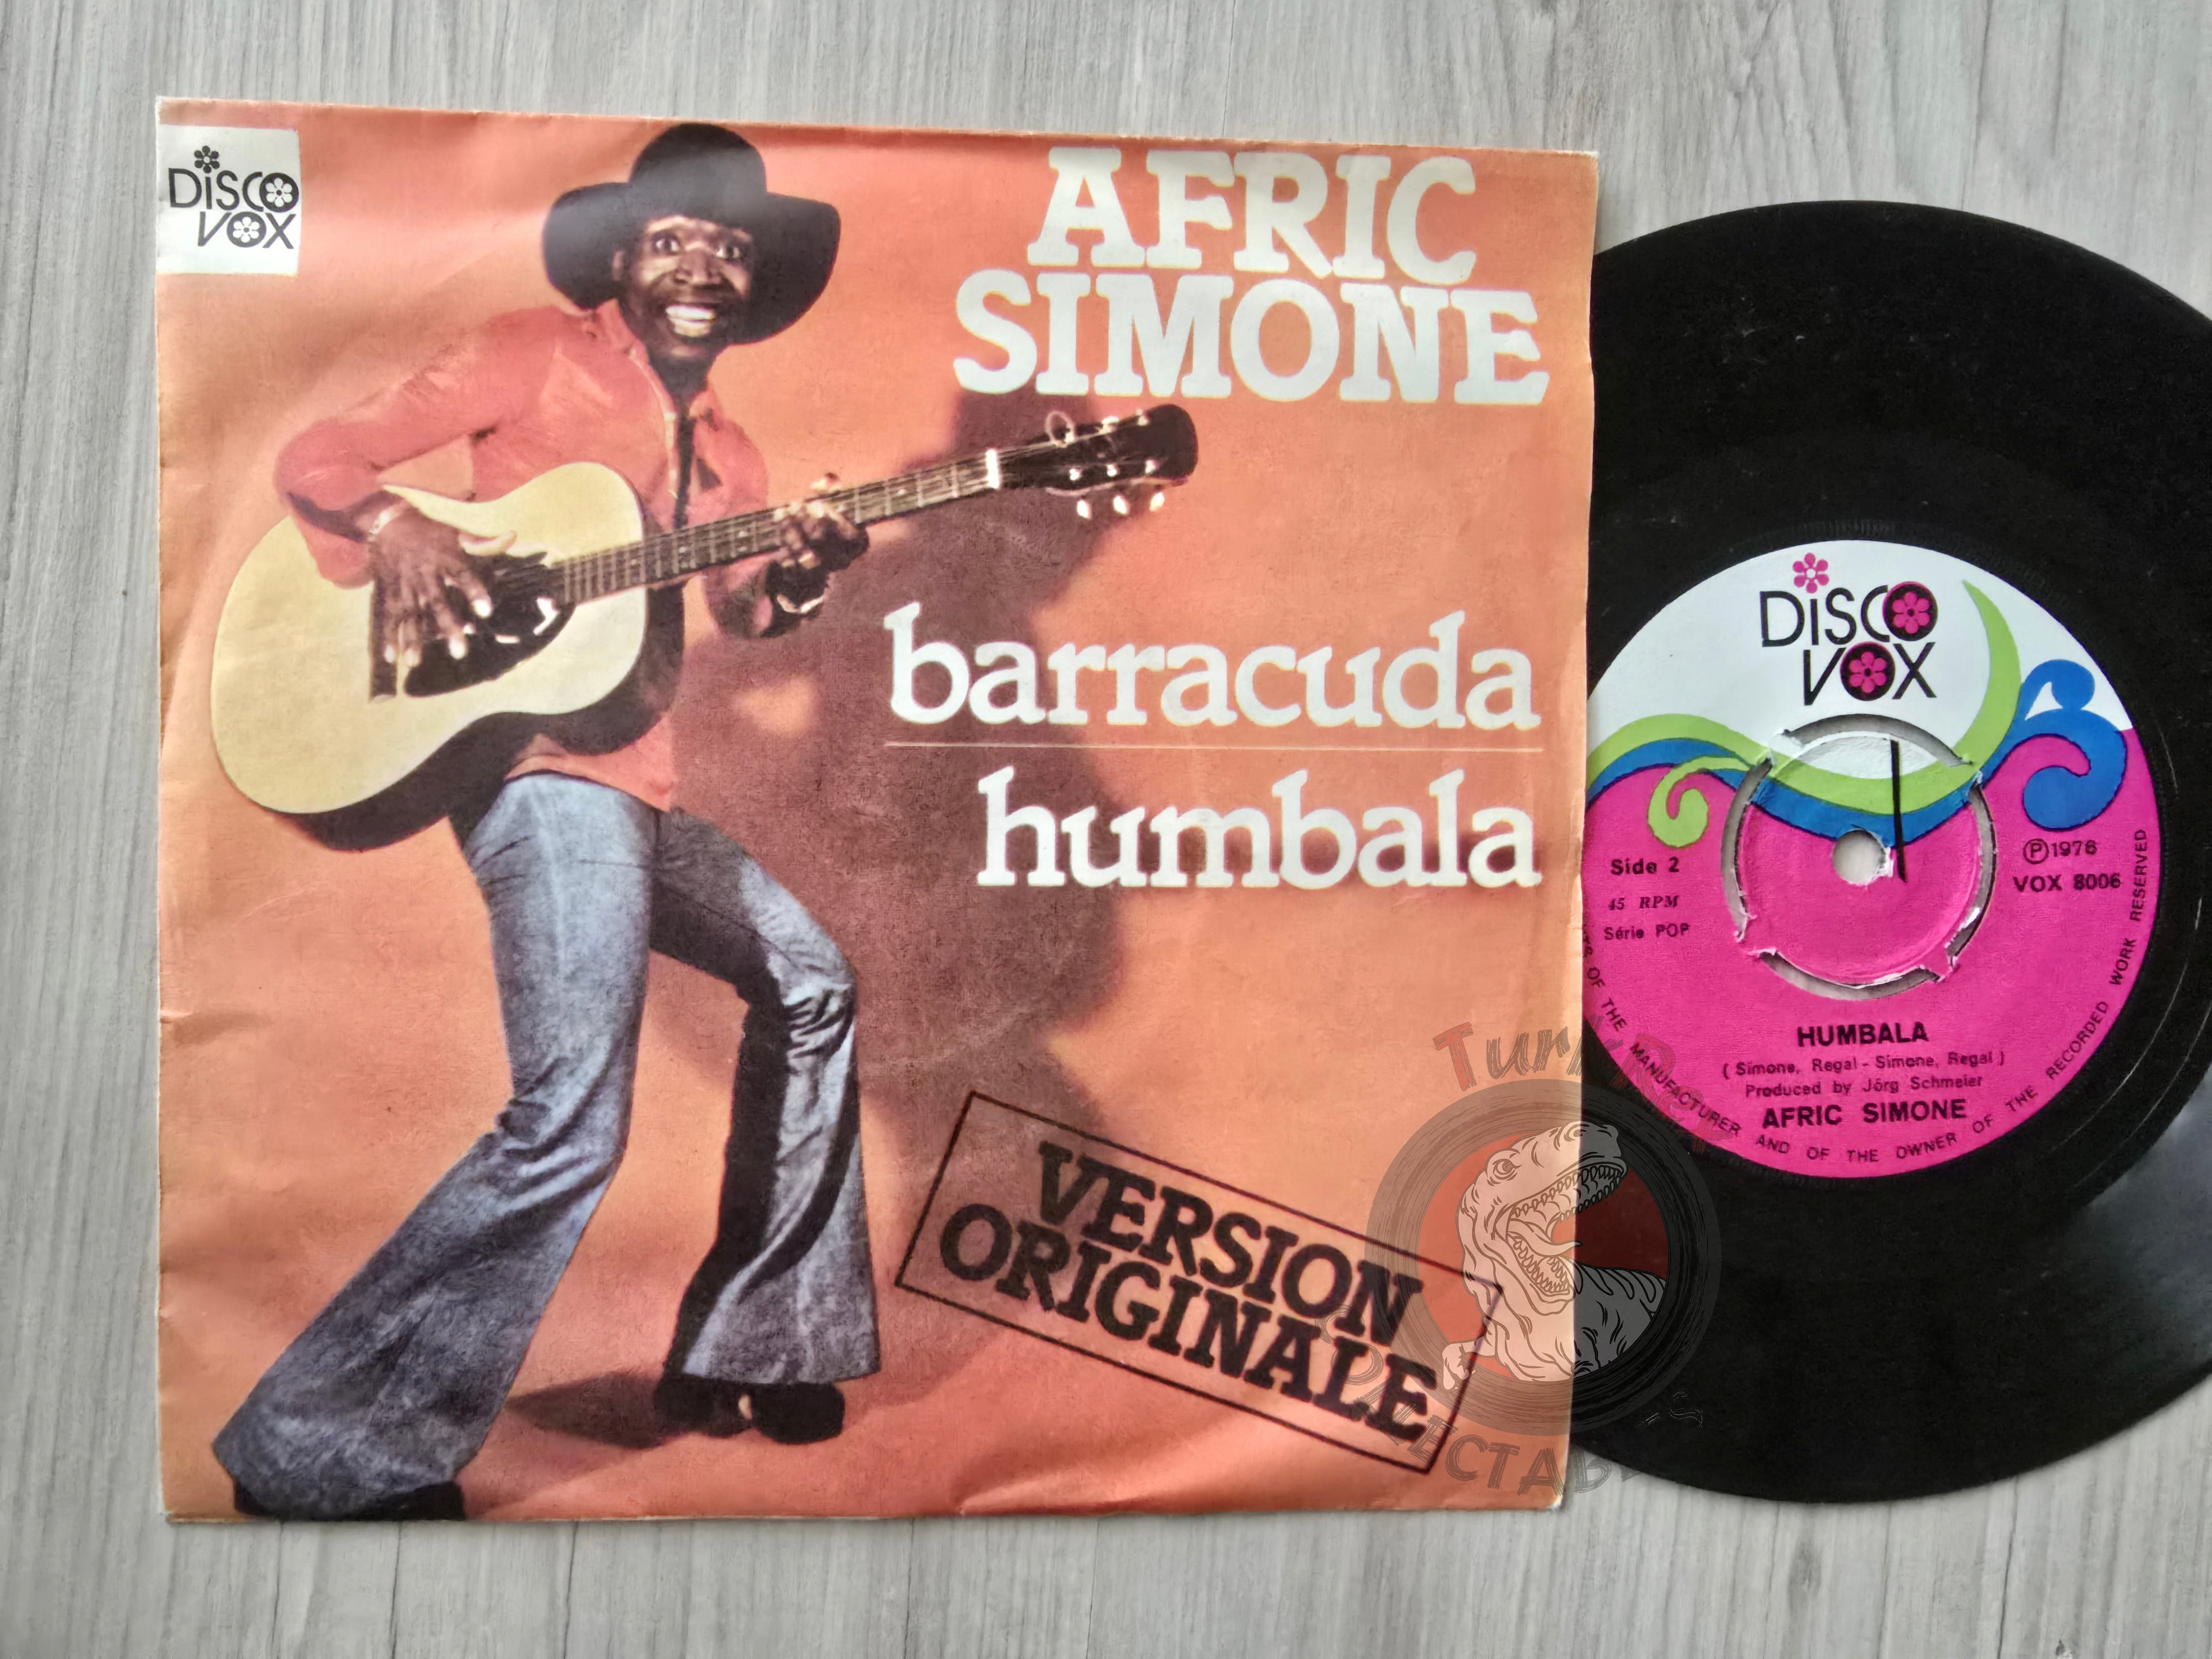 DiSCO
VOX
AFRIC
SIMONE
barracuda
humbala
VERSION
ORIGINALE
DiSCO
VOX
Side 2
45 RPM
Série POP
Ⓟ1976
VOX 8006
HUMBALA
( Simone, Regal - Simone, Regal )
Produced by Jörg Schmeier
AFRIC SIMONE
OF THE MANUFACTURER AND OF THE OWNER OF THE RECORDED WORK RESERVED